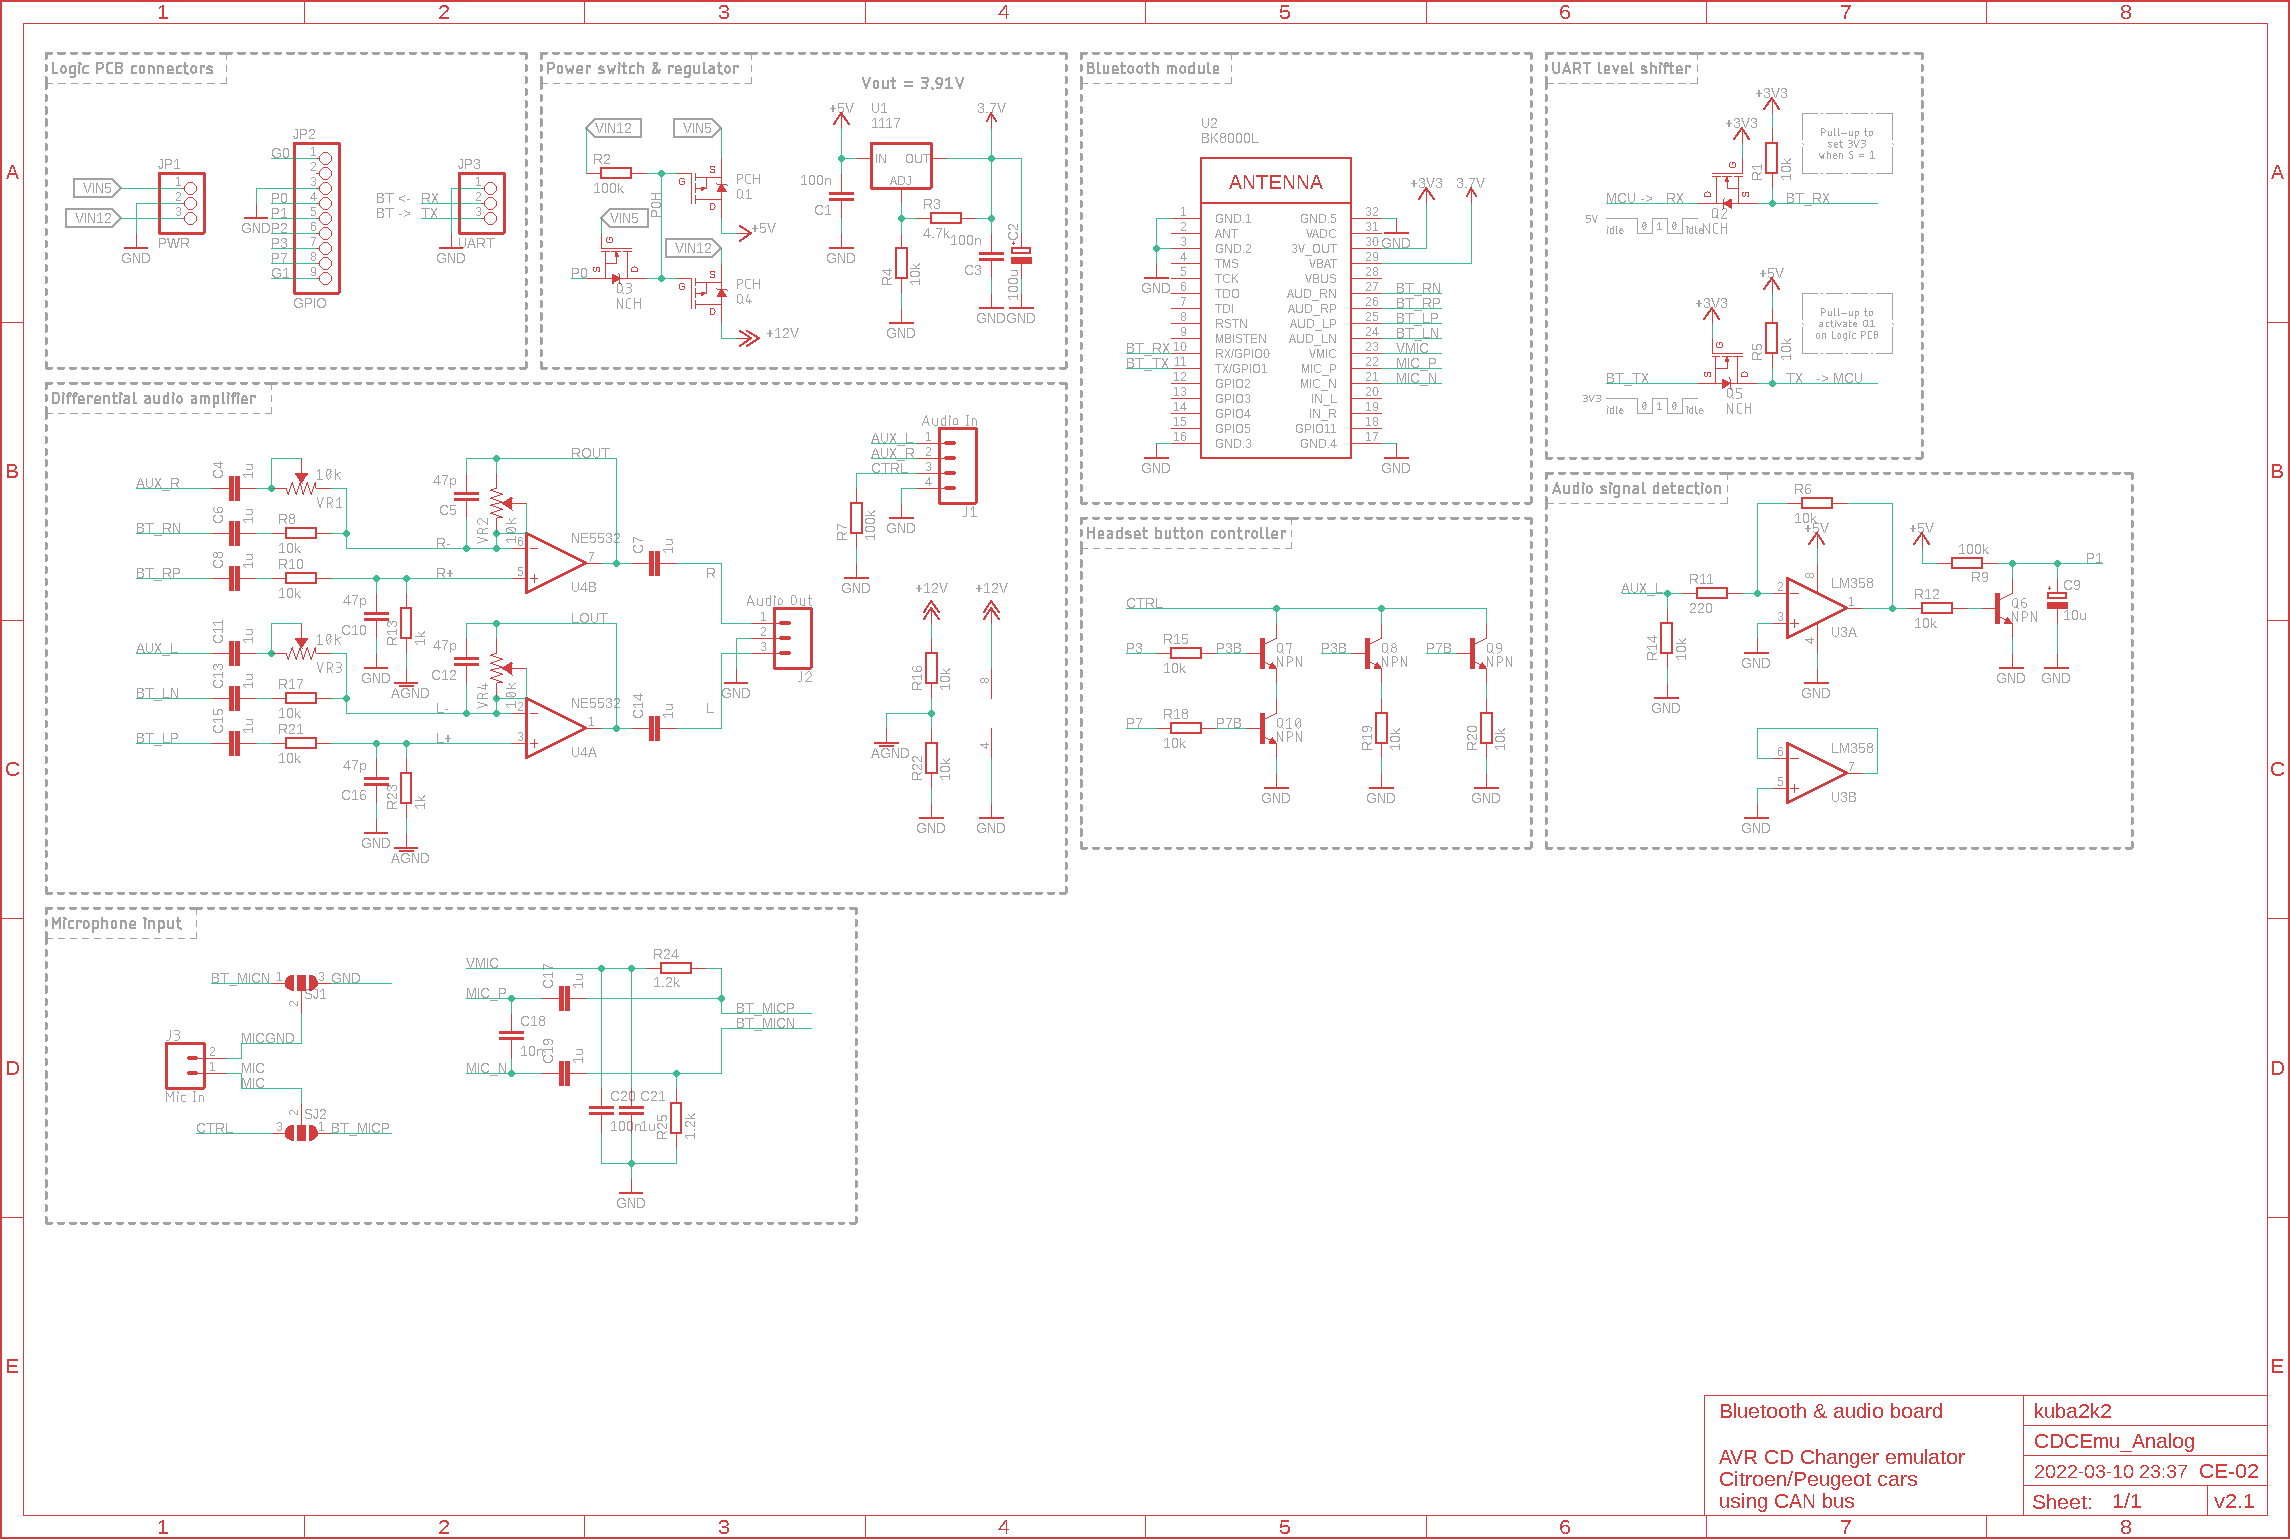 1 2 3 4 5 6 7 8
A
B
C
D
E
Logic PCB connectors
JP1
VIN5
VIN12
1
2
3
PWR
GND
JP2
G0 1
2
3
P0 4
P1 5
GND
P2 6
P3 7
P7 8
G1 9
GPIO
JP3
BT <- RX
BT -> TX
1
2
3
UART
GND
Power switch & regulator
Vout = 3.91V
VIN12
VIN5
R2
100k
P0H
S
G
D
PCH
Q1
+5V
VIN5
G
S
D
P0
Q3
NCH
VIN12
S
G
D
PCH
Q4
+12V
+5V
U1
1117
IN OUT
ADJ
3.7V
100n
C1
GND
R3
4.7k
R4
10k
GND
100n
C3
GND
C2
100u
GND
Bluetooth module
U2
BK8000L
ANTENNA
1 GND.1 GND.5 32
2 ANT VADC 31
3 GND.2 3V_OUT 30
4 TMS VBAT 29
5 TCK VBUS 28
6 TDO AUD_RN 27 BT_RN
7 TDI AUD_RP 26 BT_RP
8 RSTN AUD_LP 25 BT_LP
9 MBISTEN AUD_LN 24 BT_LN
BT_RX 10 RX/GPIO0 VMIC 23 VMIC
BT_TX 11 TX/GPIO1 MIC_P 22 MIC_P
12 GPIO2 MIC_N 21 MIC_N
13 GPIO3 IN_L 20
14 GPIO4 IN_R 19
15 GPIO5 GPIO11 18
16 GND.3 GND.4 17
GND
GND
GND
GND
+3V3
3.7V
UART level shifter
+3V3
+3V3
R1
10k
Pull-up to
set 3V3
when S = 1
G
D
S
MCU -> RX
BT_RX
Q2
NCH
5V
idle 0 1 0 idle
+5V
+3V3
R5
10k
Pull-up to
activate Q1
on Logic PCB
G
S
D
BT_TX
TX -> MCU
Q5
NCH
3V3
idle 0 1 0 idle
Differential audio amplifier
AUX_R
C4
1u
10k
VR1
BT_RN
C6
1u
R8
10k
BT_RP
C8
1u
R10
10k
47p
C5
VR2
10k
ROUT
R-
R+
6
5
7
NE5532
U4B
C7
1u
R
47p
C10
R13
1k
GND
AGND
AUX_L
C11
1u
10k
VR3
BT_LN
C13
1u
R17
10k
BT_LP
C15
1u
R21
10k
47p
C12
VR4
10k
LOUT
L-
L+
2
3
1
NE5532
U4A
C14
1u
L
47p
C16
R23
1k
GND
AGND
Audio Out
1
2
3
J2
GND
Audio In
AUX_L 1
AUX_R 2
CTRL 3
4
J1
R7
100k
GND
GND
+12V
+12V
R16
10k
AGND
R22
10k
GND
8
4
GND
Headset button controller
CTRL
P3
R15
10k
P3B
Q7
NPN
P7
R18
10k
P7B
Q10
NPN
GND
P3B
Q8
NPN
R19
10k
GND
P7B
Q9
NPN
R20
10k
GND
Audio signal detection
R6
10k
+5V
AUX_L
R11
220
R14
10k
GND
2
3
8
4
1
LM358
U3A
GND
GND
+5V
100k
R9
R12
10k
Q6
NPN
P1
C9
10u
GND
GND
6
5
7
LM358
U3B
GND
Microphone input
BT_MICN 1 3 GND
2
SJ1
J3
MICGND
2
1
MIC
MIC
Mic In
2
SJ2
CTRL 3 1 BT_MICP
VMIC
C17
1u
R24
1.2k
MIC_P
BT_MICP
BT_MICN
C18
10n
C19
1u
MIC_N
C20
100n
C21
1u
R25
1.2k
GND
Bluetooth & audio board
AVR CD Changer emulator
Citroen/Peugeot cars
using CAN bus
kuba2k2
CDCEmu_Analog
2022-03-10 23:37 CE-02
Sheet: 1/1 v2.1
A
B
C
D
E
1 2 3 4 5 6 7 8